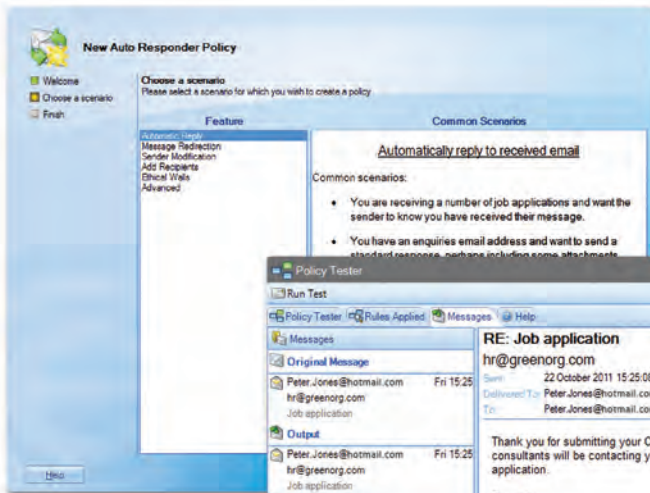 New Auto Responder Policy
Welcome
Choose a scenario
Finish
Choose a scenario
Please select a scenario for which you wish to create a policy
Feature
Automatic Reply
Message Redirection
Sender Modification
Add Recipients
Ethical Walls
Advanced
Common Scenarios
Automatically reply to received email
Common scenarios:
• You are receiving a number of job applications and want the
sender to know you have received their message.
• You have an enquiries email address and want to send a
standard response, perhaps including some attachments
Help
Policy Tester
Run Test
Policy Tester
Rules Applied
Messages
Help
Messages
Original Message
Peter.Jones@hotmail.com Fri 15:25
hr@greenorg.com
Job application
Output
Peter.Jones@hotmail.com Fri 15:25
hr@greenorg.com
Job application
RE: Job application
hr@greenorg.com
Sent: 22 October 2011 15:25:08
Delivered To: Peter.Jones@hotmail.co
To: Peter.Jones@hotmail.co
Thank you for submitting your C
consultants will be contacting y
application.